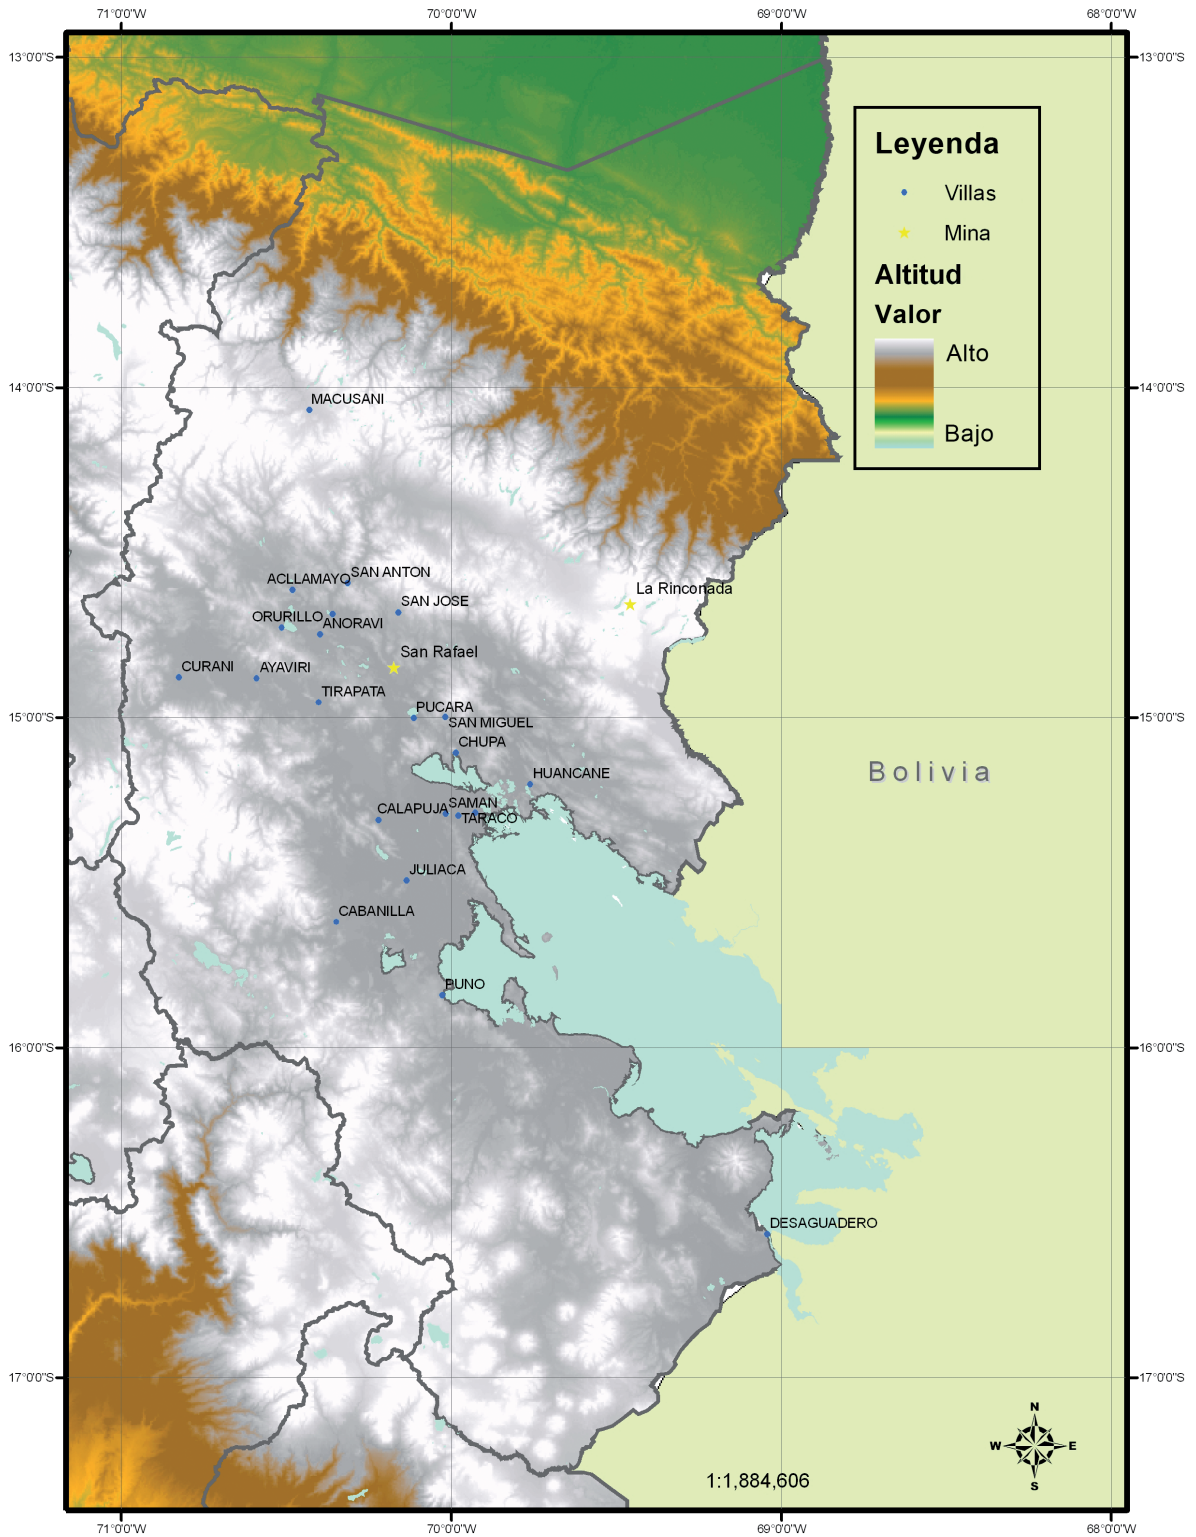 71°0'0"W 70°0'0"W 69°0'0"W 68°0'0"W
13°0'0"S 13°0'0"S
Leyenda
Villas
Mina
Altitud
Valor
Alto
Bajo
14°0'0"S 14°0'0"S
MACUSANI
SAN ANTON
ACLLAMAYO
La Rinconada
SAN JOSE
ORURILLO
ANORAVI
San Rafael
CURANI
AYAVIRI
TIRAPATA
PUCARA
15°0'0"S 15°0'0"S
SAN MIGUEL
CHUPA
HUANCANE
Bolivia
SAMAN
CALAPUJA
TARACO
JULIACA
CABANILLA
PUNO
16°0'0"S 16°0'0"S
DESAGUADERO
17°0'0"S 17°0'0"S
N
W E
S
1:1,884,606
71°0'0"W 70°0'0"W 69°0'0"W 68°0'0"W